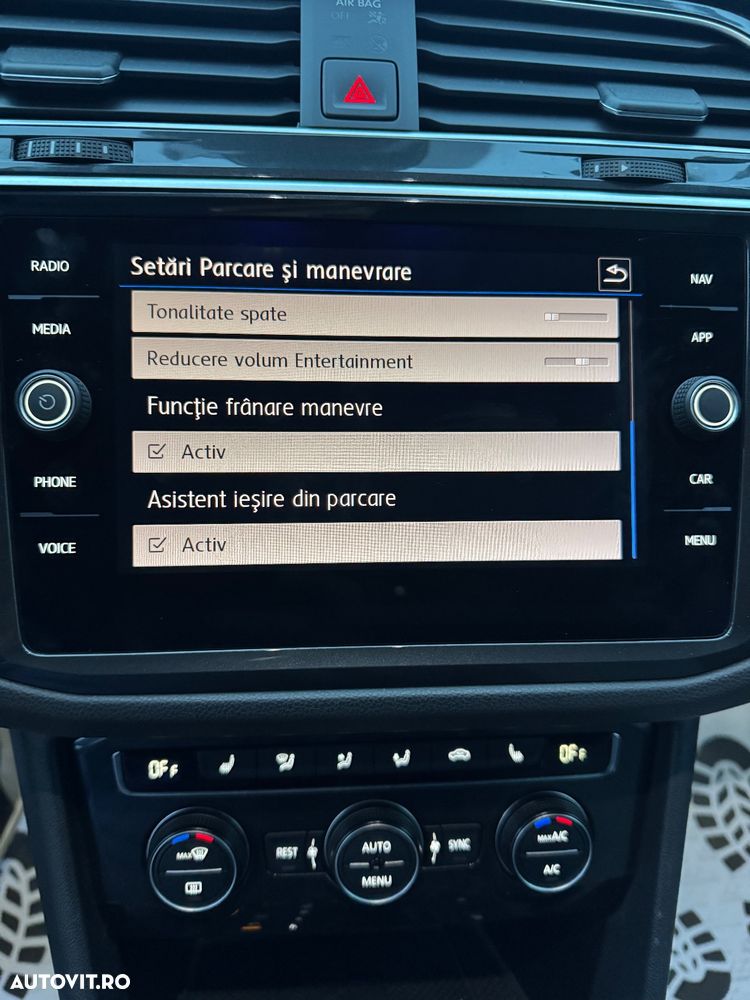 AIR BAG
OFF
RADIO
MEDIA
PHONE
VOICE
Setări Parcare şi manevrare
Tonalitate spate
Reducere volum Entertainment
Funcţie frânare manevre
Activ
Asistent ieşire din parcare
Activ
NAV
APP
CAR
MENU
OFF
OFF
MAX
REST
AUTO
MENU
SYNC
MAX A/C
A/C
AUTOVIT.RO